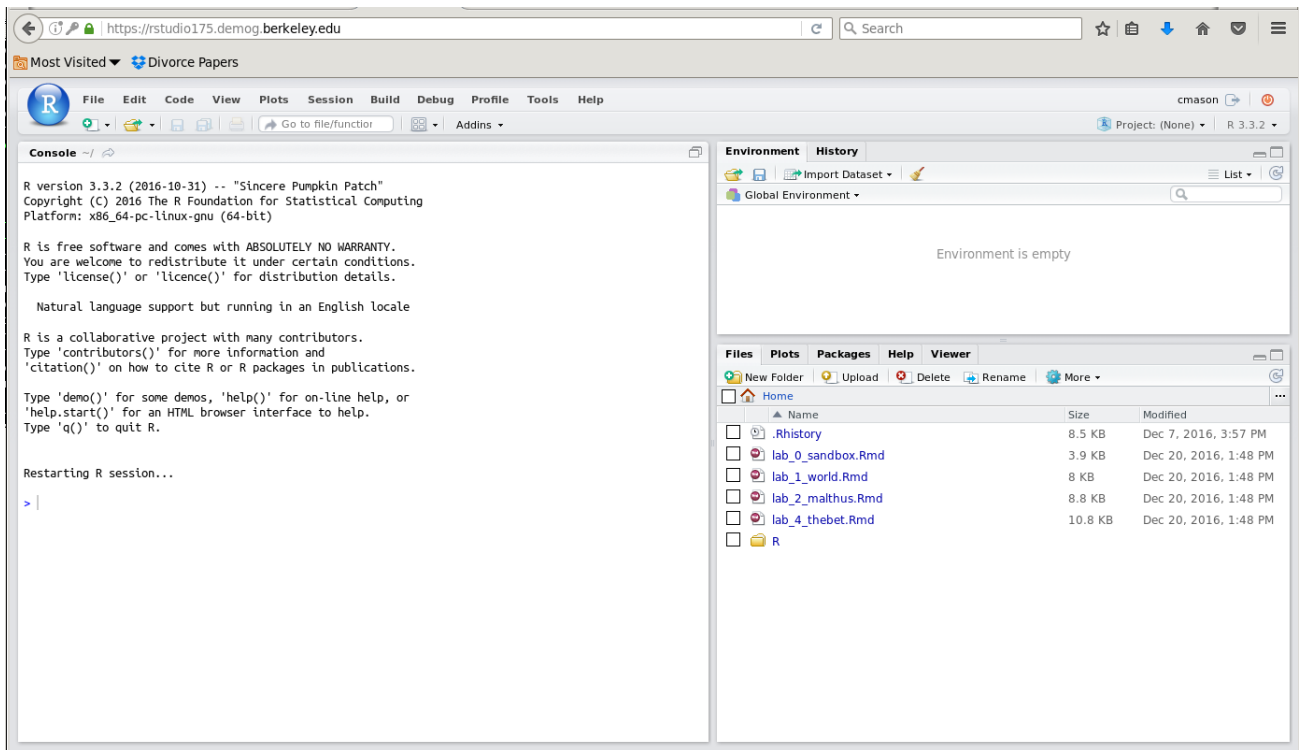 https://rstudio175.demog.berkeley.edu
Search
Most Visited
Divorce Papers
R
File Edit Code View Plots Session Build Debug Profile Tools Help
cmason
Go to file/functior
Addins
Project: (None)
R 3.3.2
Console ~/
R version 3.3.2 (2016-10-31) -- "Sincere Pumpkin Patch"
Copyright (C) 2016 The R Foundation for Statistical Computing
Platform: x86_64-pc-linux-gnu (64-bit)
R is free software and comes with ABSOLUTELY NO WARRANTY.
You are welcome to redistribute it under certain conditions.
Type 'license()' or 'licence()' for distribution details.
Natural language support but running in an English locale
R is a collaborative project with many contributors.
Type 'contributors()' for more information and
'citation()' on how to cite R or R packages in publications.
Type 'demo()' for some demos, 'help()' for on-line help, or
'help.start()' for an HTML browser interface to help.
Type 'q()' to quit R.
Restarting R session...
>
Environment History
Import Dataset
List
Global Environment
Environment is empty
Files Plots Packages Help Viewer
New Folder Upload Delete Rename More
Home
...
Name Size Modified
.Rhistory 8.5 KB Dec 7, 2016, 3:57 PM
lab_0_sandbox.Rmd 3.9 KB Dec 20, 2016, 1:48 PM
lab_1_world.Rmd 8 KB Dec 20, 2016, 1:48 PM
lab_2_malthus.Rmd 8.8 KB Dec 20, 2016, 1:48 PM
lab_4_thebet.Rmd 10.8 KB Dec 20, 2016, 1:48 PM
R